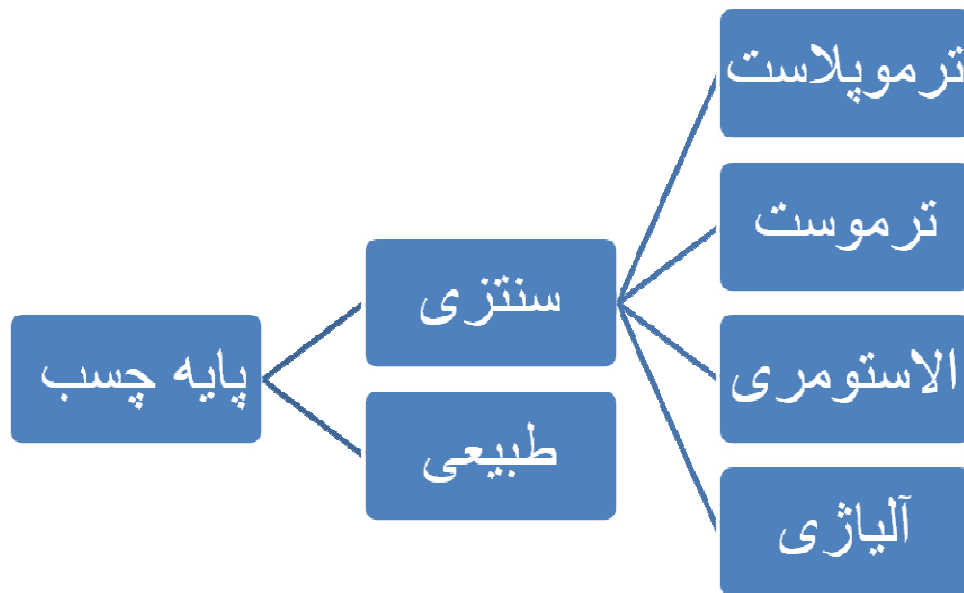 پایه چسب
سنتزی
طبیعی
ترموپلاست
ترموست
الاستومری
آلیاژی